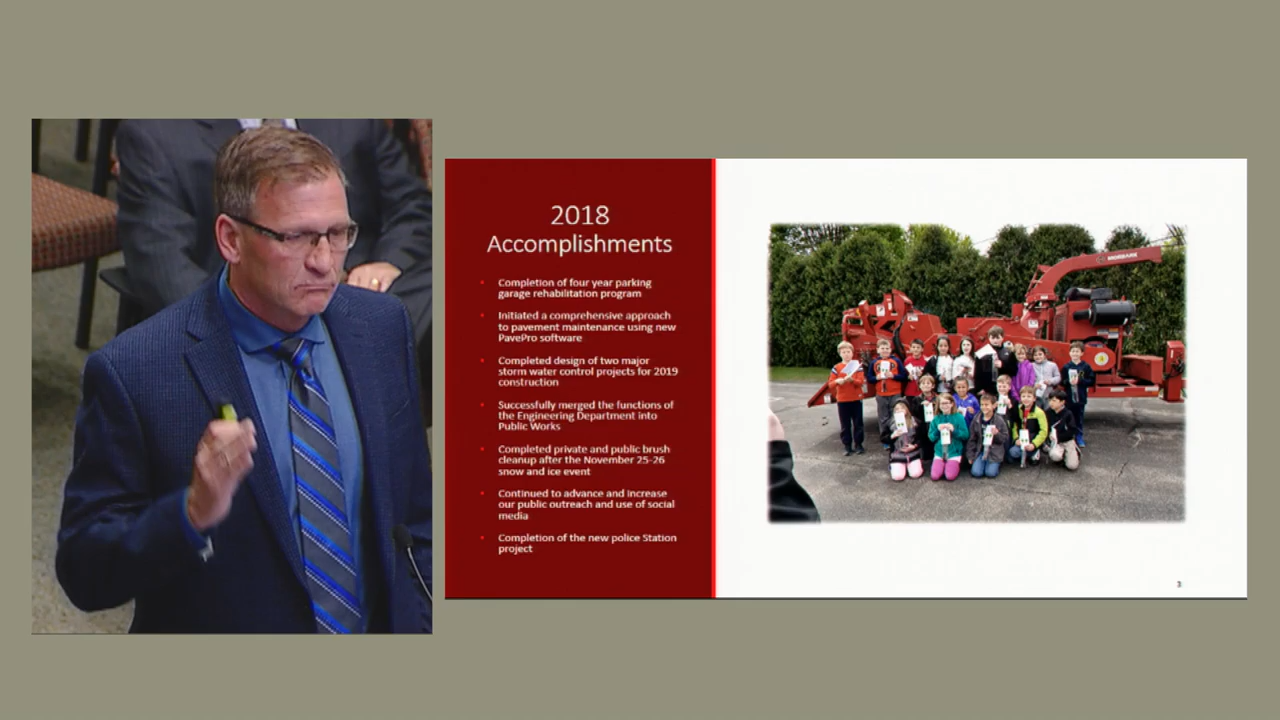 2018
Accomplishments
• Completion of four year parking
garage rehabilitation program
• Initiated a comprehensive approach
to pavement maintenance using new
PavePro software
• Completed design of two major
storm water control projects for 2019
construction
• Successfully merged the functions of
the Engineering Department into
Public Works
• Completed private and public brush
cleanup after the November 25-26
snow and ice event
• Continued to advance and increase
our public outreach and use of social
media
• Completion of the new police Station
project
MORBARK
3